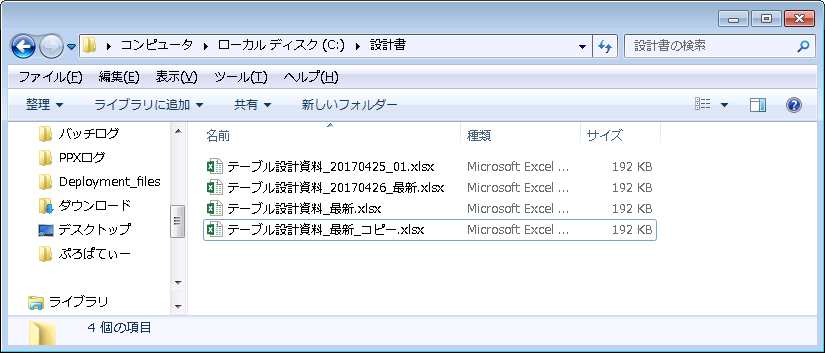 コンピュータ ローカル ディスク (C:) 設計書 設計書の検索
ファイル(F) 編集(E) 表示(V) ツール(T) ヘルプ(H)
整理 ライブラリに追加 共有 新しいフォルダー
バッチログ
PPXログ
Deployment_files
ダウンロード
デスクトップ
ぷろぱてぃー
ライブラリ
名前 種類 サイズ
テーブル設計資料_20170425_01.xlsx Microsoft Excel ... 192 KB
テーブル設計資料_20170426_最新.xlsx Microsoft Excel ... 192 KB
テーブル設計資料_最新.xlsx Microsoft Excel ... 192 KB
テーブル設計資料_最新_コピー.xlsx Microsoft Excel ... 192 KB
4 個の項目